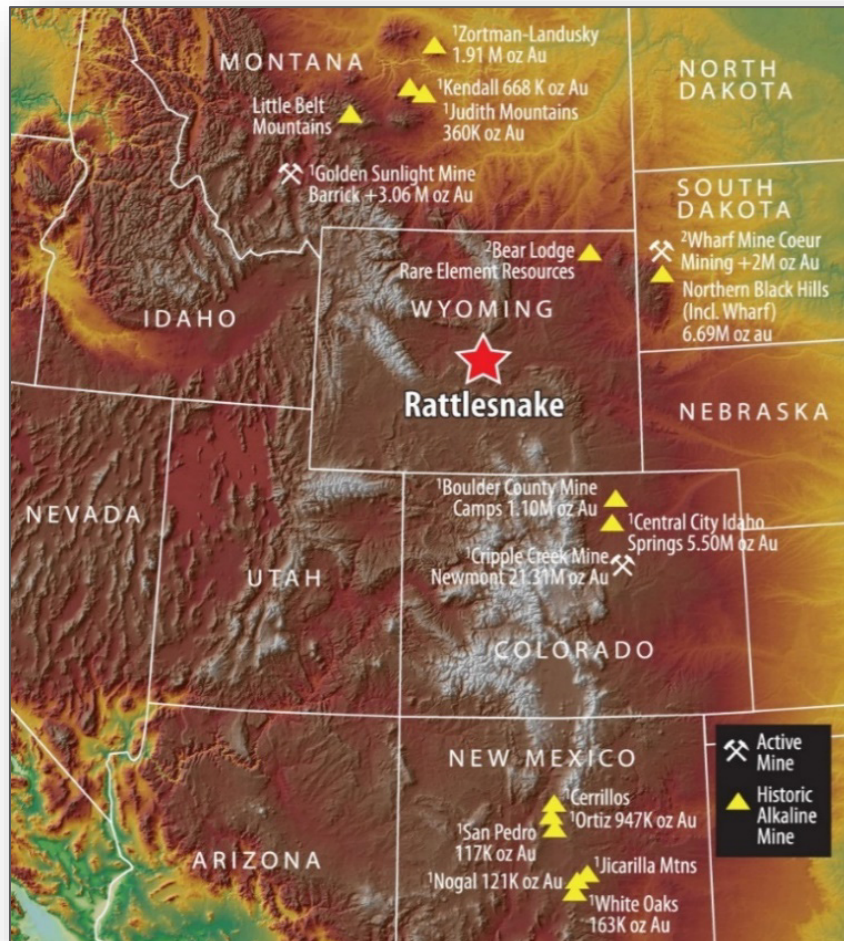 ¹Zortman-Landusky
1.91 M oz Au
MONTANA
¹Kendall 668 K oz Au
Little Belt
Mountains
¹Judith Mountains
360K oz Au
NORTH
DAKOTA
¹Golden Sunlight Mine
Barrick +3.06 M oz Au
SOUTH
DAKOTA
²Wharf Mine Coeur
Mining +2M oz Au
Northern Black Hills
(Incl. Wharf)
6.69M oz au
²Bear Lodge
Rare Element Resources
WYOMING
IDAHO
Rattlesnake
NEBRASKA
¹Boulder County Mine
Camps 1.10M oz Au
¹Central City Idaho
Springs 5.50M oz Au
NEVADA
¹Cripple Creek Mine
Newmont 21.31M oz Au
UTAH
COLORADO
NEW MEXICO
Active
Mine
Historic
Alkaline
Mine
¹Cerrillos
¹Ortiz 947K oz Au
¹San Pedro
117K oz Au
ARIZONA
¹Jicarilla Mtns
¹Nogal 121K oz Au
¹White Oaks
163K oz Au